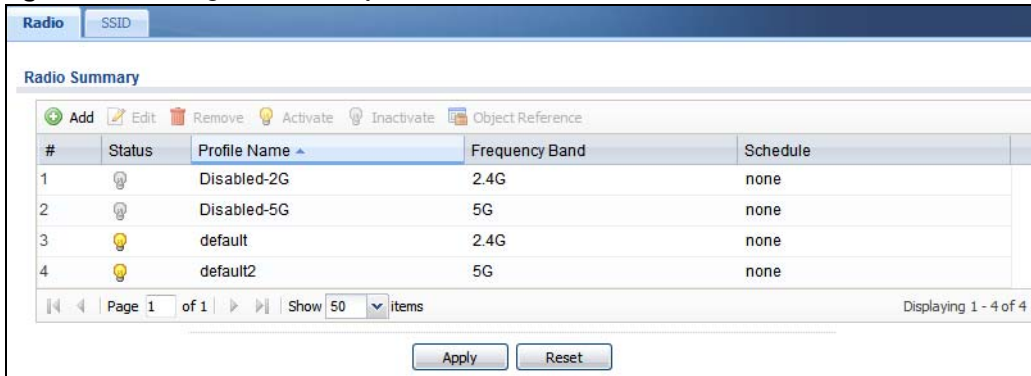 Radio SSID
Radio Summary
Add Edit Remove Activate Inactivate Object Reference
# Status Profile Name Frequency Band Schedule
1 Disabled-2G 2.4G none
2 Disabled-5G 5G none
3 default 2.4G none
4 default2 5G none
Page 1 of 1 Show 50 items Displaying 1 - 4 of 4
Apply Reset